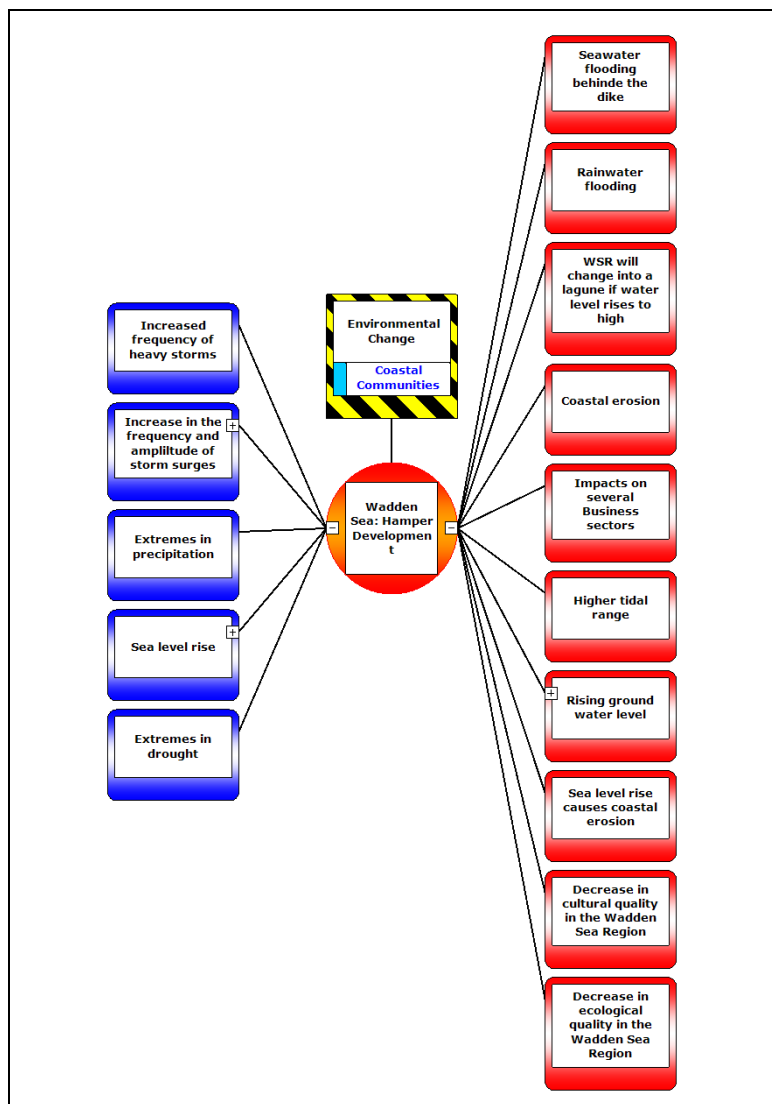 Environmental
Change
Coastal
Communities
Increased
frequency of
heavy storms
Increase in the
frequency and
amplilitude of
storm surges
Extremes in
precipitation
Sea level rise
Extremes in
drought
Wadden
Sea: Hamper
Developmen
t
Seawater
flooding
behinde the
dike
Rainwater
flooding
WSR will
change into a
lagune if water
level rises to
high
Coastal erosion
Impacts on
several
Business
sectors
Higher tidal
range
Rising ground
water level
Sea level rise
causes coastal
erosion
Decrease in
cultural quality
in the Wadden
Sea Region
Decrease in
ecological
quality in the
Wadden Sea
Region